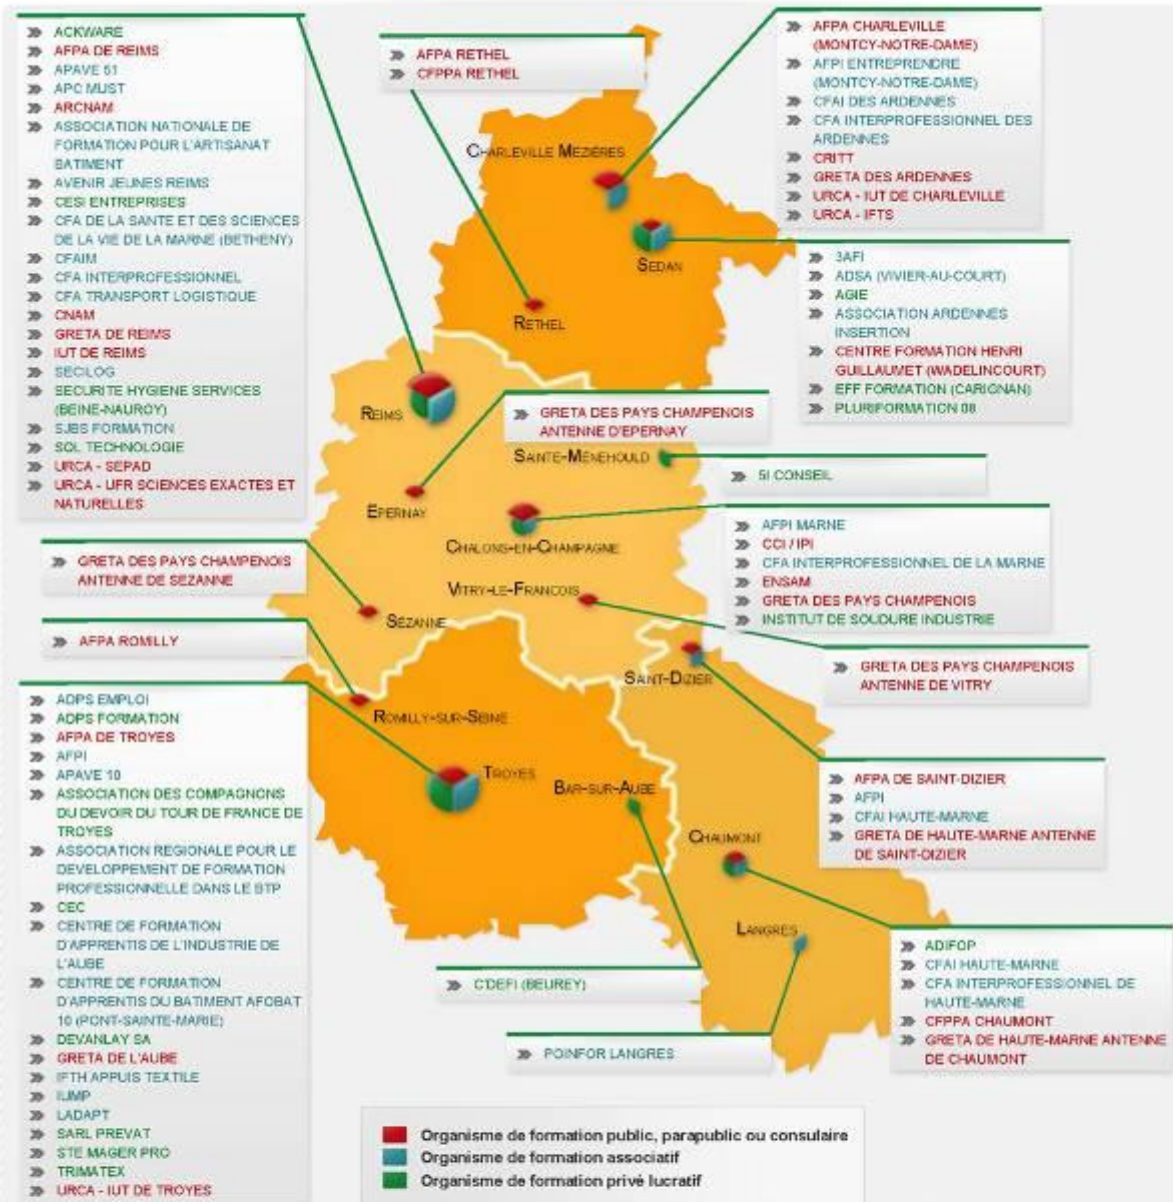 ACKWARE
AFPA DE REIMS
APAVE 51
APC MUST
ARCNAM
ASSOCIATION NATIONALE DE
FORMATION POUR L'ARTISANAT
BATIMENT
AVENIR JEUNES REIMS
CESI ENTREPRISES
CFA DE LA SANTE ET DES SCIENCES
DE LA VIE DE LA MARNE (BETHENY)
CFAIM
CFA INTERPROFESSIONNEL
CFA TRANSPORT LOGISTIQUE
CNAM
GRETA DE REIMS
IUT DE REIMS
SECILOG
SECURITE HYGIENE SERVICES
(BEINE-NAUROY)
SJBS FORMATION
SQL TECHNOLOGIE
URCA - SEPAD
URCA - UFR SCIENCES EXACTES ET
NATURELLES
AFPA RETHEL
CFPPA RETHEL
AFPA CHARLEVILLE
(MONTCY-NOTRE-DAME)
AFPI ENTREPRENDRE
(MONTCY-NOTRE-DAME)
CFAI DES ARDENNES
CFA INTERPROFESSIONNEL DES
ARDENNES
CRITT
GRETA DES ARDENNES
URCA - IUT DE CHARLEVILLE
URCA - IFTS
CHARLEVILLE MÉZIÈRES
SEDAN
RETHEL
3AFI
ADSA (VIVIER-AU-COURT)
AGIE
ASSOCIATION ARDENNES
INSERTION
CENTRE FORMATION HENRI
GUILLAUMET (WADELINCOURT)
EFF FORMATION (CARIGNAN)
PLURIFORMATION 08
REIMS
GRETA DES PAYS CHAMPENOIS
ANTENNE D'EPERNAY
SAINTE-MÉNEHOULD
5I CONSEIL
EPERNAY
CHALONS-EN-CHAMPAGNE
AFPI MARNE
CCI / IPI
CFA INTERPROFESSIONNEL DE LA MARNE
ENSAM
GRETA DES PAYS CHAMPENOIS
INSTITUT DE SOUDURE INDUSTRIE
GRETA DES PAYS CHAMPENOIS
ANTENNE DE SEZANNE
VITRY-LE-FRANCOIS
SÉZANNE
AFPA ROMILLY
SAINT-DIZIER
GRETA DES PAYS CHAMPENOIS
ANTENNE DE VITRY
ROMILLY-SUR-SEINE
ADPS EMPLOI
ADPS FORMATION
AFPA DE TROYES
AFPI
APAVE 10
ASSOCIATION DES COMPAGNONS
DU DEVOIR DU TOUR DE FRANCE DE
TROYES
ASSOCIATION REGIONALE POUR LE
DEVELOPPEMENT DE FORMATION
PROFESSIONNELLE DANS LE BTP
CEC
CENTRE DE FORMATION
D'APPRENTIS DE L'INDUSTRIE DE
L'AUBE
CENTRE DE FORMATION
D'APPRENTIS DU BATIMENT AFOBAT
10 (PONT-SAINTE-MARIE)
DEVANLAY SA
GRETA DE L'AUBE
IFTH APPUIS TEXTILE
ILMP
LADAPT
SARL PREVAT
STE MAGER PRO
TRIMATEX
URCA - IUT DE TROYES
TROYES
BAR-SUR-AUBE
CHAUMONT
LANGRES
AFPA DE SAINT-DIZIER
AFPI
CFAI HAUTE-MARNE
GRETA DE HAUTE-MARNE ANTENNE
DE SAINT-DIZIER
C'DEFI (BEUREY)
ADIFOP
CFAI HAUTE-MARNE
CFA INTERPROFESSIONNEL DE
HAUTE-MARNE
CFPPA CHAUMONT
GRETA DE HAUTE-MARNE ANTENNE
DE CHAUMONT
POINFOR LANGRES
Organisme de formation public, parapublic ou consulaire
Organisme de formation associatif
Organisme de formation privé lucratif